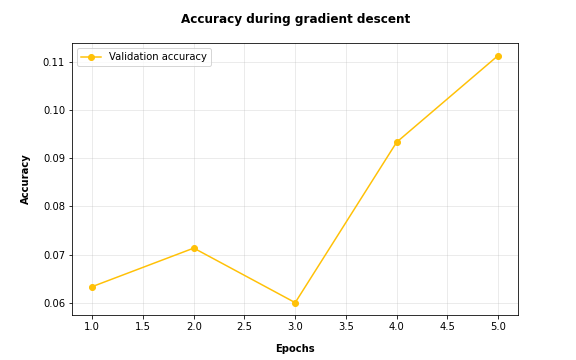 Accuracy during gradient descent
Validation accuracy
0.11
0.10
0.09
0.08
0.07
0.06
Accuracy
1.0 1.5 2.0 2.5 3.0 3.5 4.0 4.5 5.0
Epochs